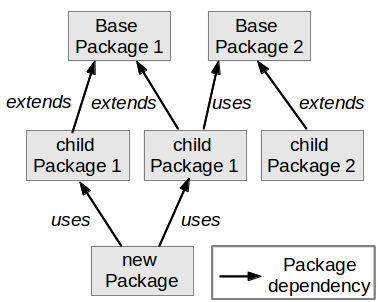 Base
Package 1
Base
Package 2
extends
extends
uses
extends
child
Package 1
child
Package 1
child
Package 2
uses
uses
new
Package
Package
dependency